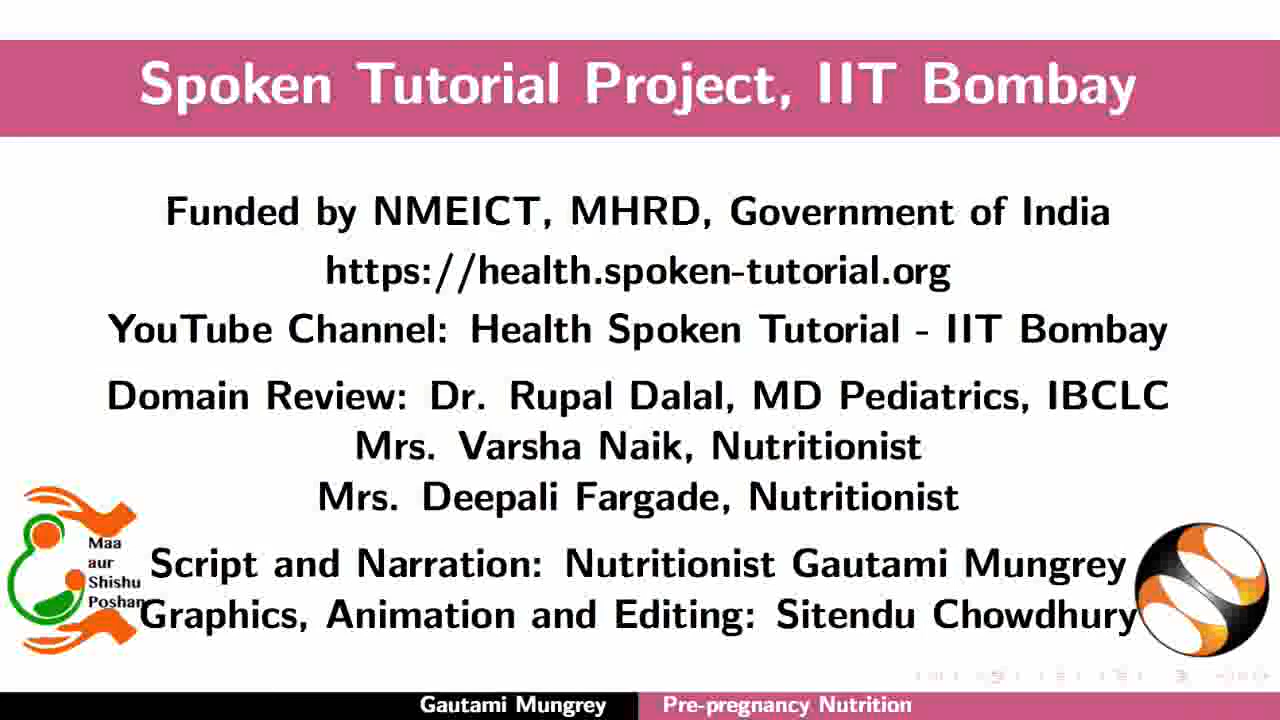 Spoken Tutorial Project, IIT Bombay
Funded by NMEICT, MHRD, Government of India
https://health.spoken-tutorial.org
YouTube Channel: Health Spoken Tutorial - IIT Bombay
Domain Review: Dr. Rupal Dalal, MD Pediatrics, IBCLC
Mrs. Varsha Naik, Nutritionist
Mrs. Deepali Fargade, Nutritionist
Maa
aur
Shishu
Poshan
Script and Narration: Nutritionist Gautami Mungrey
Graphics, Animation and Editing: Sitendu Chowdhury
Gautami Mungrey
Pre-pregnancy Nutrition